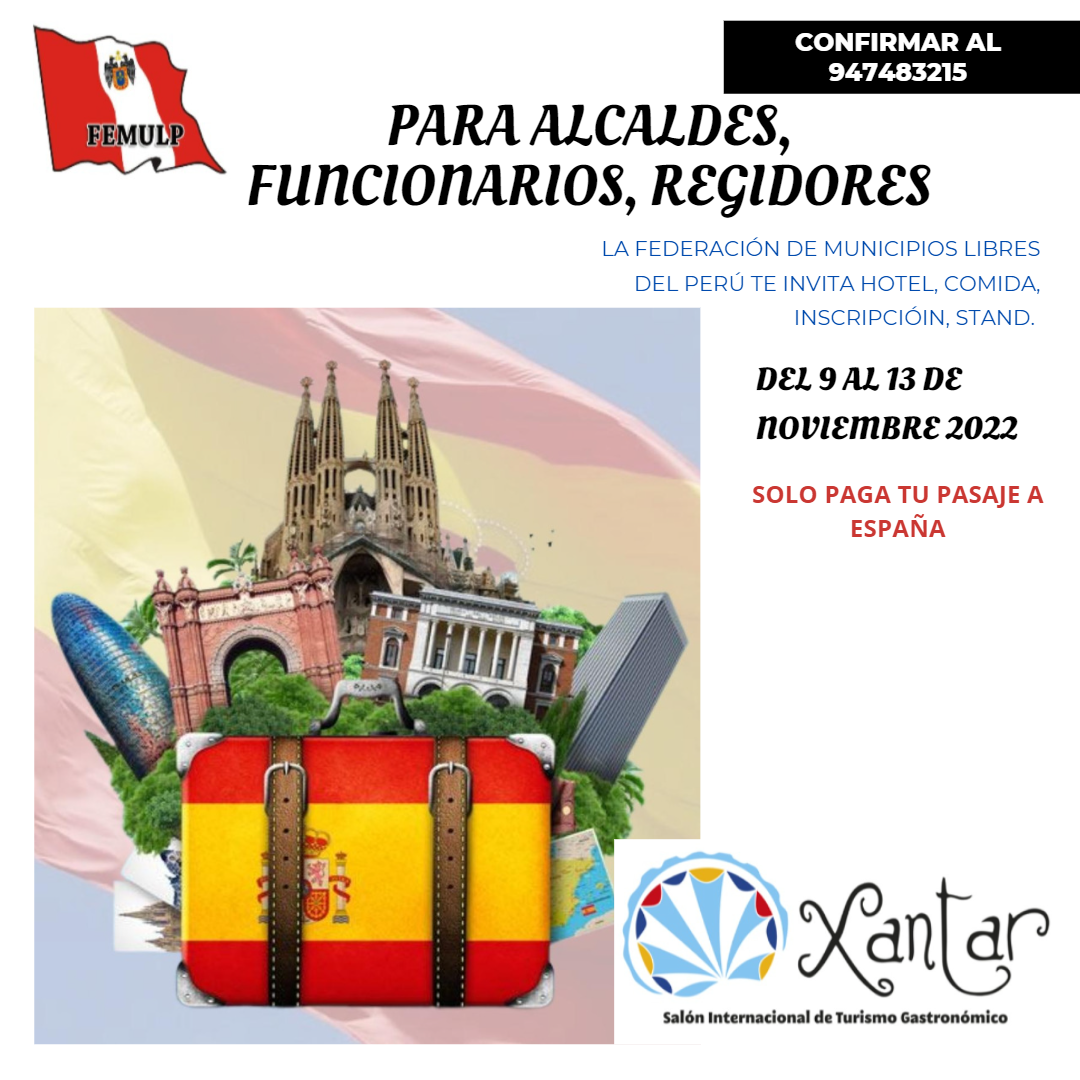 FEMULP
CONFIRMAR AL
947483215
PARA ALCALDES,
FUNCIONARIOS, REGIDORES
LA FEDERACIÓN DE MUNICIPIOS LIBRES
DEL PERÚ TE INVITA HOTEL, COMIDA,
INSCRIPCIÓIN, STAND.
DEL 9 AL 13 DE
NOVIEMBRE 2022
SOLO PAGA TU PASAJE A
ESPAÑA
Xantar
Salón Internacional de Turismo Gastronómico